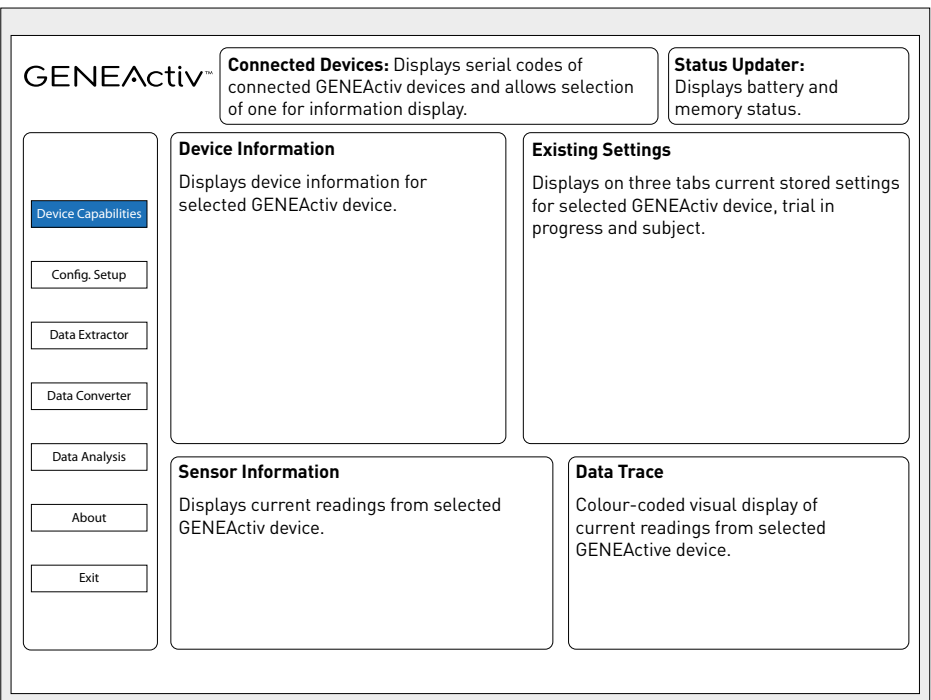 GENEActiv™
Connected Devices: Displays serial codes of
connected GENEActiv devices and allows selection
of one for information display.
Status Updater:
Displays battery and
memory status.
Device Capabilities
Config. Setup
Data Extractor
Data Converter
Data Analysis
About
Exit
Device Information
Displays device information for
selected GENEActiv device.
Existing Settings
Displays on three tabs current stored settings
for selected GENEActiv device, trial in
progress and subject.
Sensor Information
Displays current readings from selected
GENEActiv device.
Data Trace
Colour-coded visual display of
current readings from selected
GENEActive device.